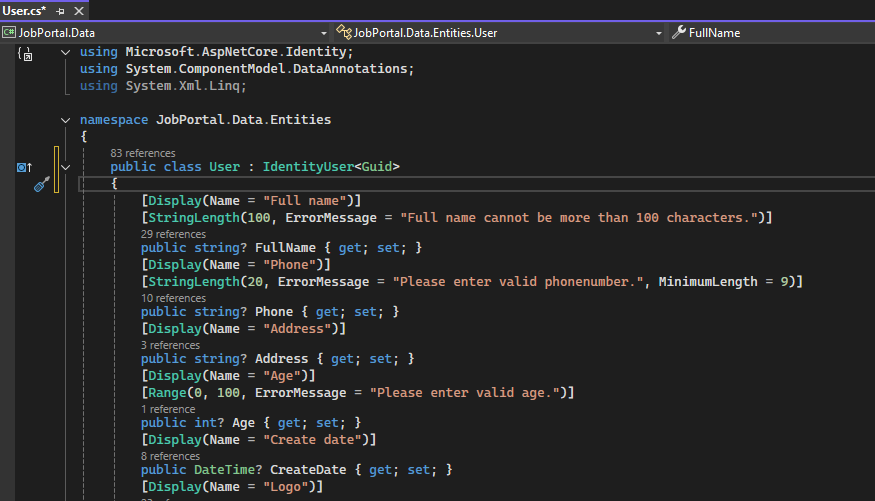 User.cs*
JobPortal.Data JobPortal.Data.Entities.User FullName
using Microsoft.AspNetCore.Identity;
using System.ComponentModel.DataAnnotations;
using System.Xml.Linq;
namespace JobPortal.Data.Entities
{
83 references
public class User : IdentityUser<Guid>
{
[Display(Name = "Full name")]
[StringLength(100, ErrorMessage = "Full name cannot be more than 100 characters.")]
29 references
public string? FullName { get; set; }
[Display(Name = "Phone")]
[StringLength(20, ErrorMessage = "Please enter valid phonenumber.", MinimumLength = 9)]
10 references
public string? Phone { get; set; }
[Display(Name = "Address")]
3 references
public string? Address { get; set; }
[Display(Name = "Age")]
[Range(0, 100, ErrorMessage = "Please enter valid age.")]
1 reference
public int? Age { get; set; }
[Display(Name = "Create date")]
8 references
public DateTime? CreateDate { get; set; }
[Display(Name = "Logo")]